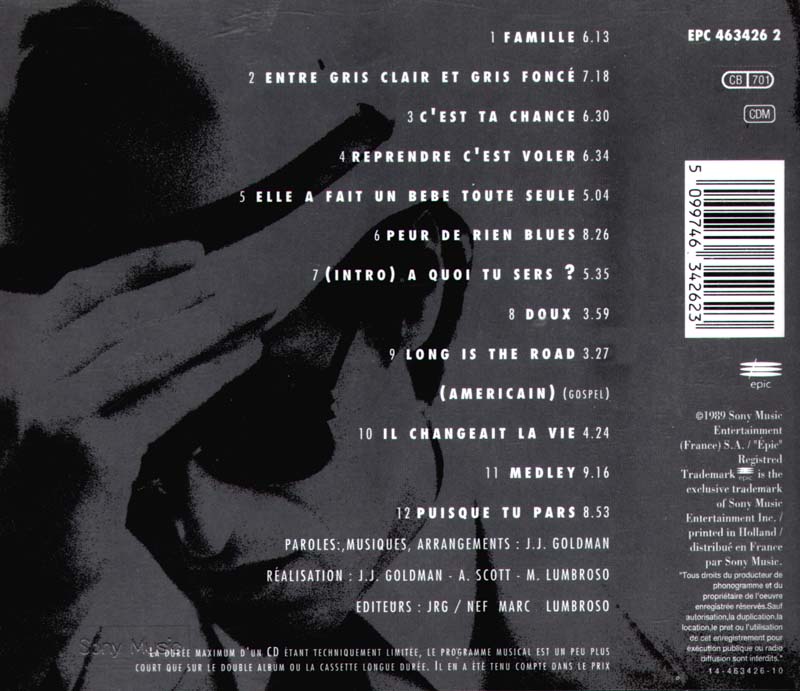 1 FAMILLE 6.13
2 ENTRE GRIS CLAIR ET GRIS FONCÉ 7.18
3 C'EST TA CHANCE 6.30
4 REPRENDRE C'EST VOLER 6.34
5 ELLE A FAIT UN BEBE TOUTE SEULE 5.04
6 PEUR DE RIEN BLUES 8.26
7 (INTRO) A QUOI TU SERS ? 5.35
8 DOUX 3.59
9 LONG IS THE ROAD 3.27
(AMERICAIN) (GOSPEL)
10 IL CHANGEAIT LA VIE 4.24
11 MEDLEY 9.16
12 PUISQUE TU PARS 8.53
PAROLES:,MUSIQUES, ARRANGEMENTS : J.J. GOLDMAN
RÉALISATION : J.J. GOLDMAN - A. SCOTT - M. LUMBROSO
EDITEURS : JRG / NEF MARC LUMBROSO
Sony Music
LA DURÉE MAXIMUM D'UN CD ÉTANT TECHNIQUEMENT LIMITÉE, LE PROGRAMME MUSICAL EST UN PEU PLUS
COURT QUE SUR LE DOUBLE ALBUM OU LA CASSETTE LONGUE DURÉE. IL EN A ÉTÉ TENU COMPTE DANS LE PRIX
EPC 463426 2
CB 701
CDM
5 099746 342623
epic
©1989 Sony Music
Entertainment
(France) S.A. / "Épic"
Registred
Trademark epic is the
exclusive trademark
of Sony Music
Entertainment Inc. /
printed in Holland /
distribué en France
par Sony Music.
"Tous droits du producteur de
phonogramme et du
propriétaire de l'oeuvre
enregistrée réservés.Sauf
autorisation,la duplication,la
location,le pret ou l'utilisation
de cet enregistrement pour
exécution publique ou radio
diffusion sont interdits."
14-463426-10